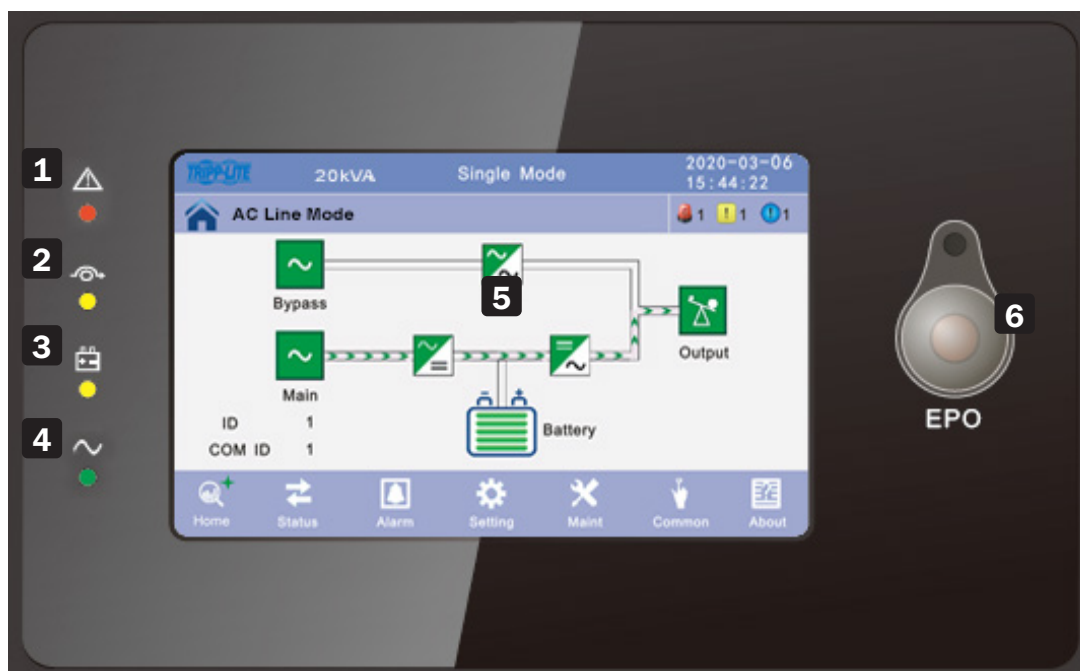 1
TRIPP-LITE
20kVA
Single Mode
2020-03-06
15:44:22
AC Line Mode
1
1
1
2
Bypass
5
6
3
Main
Output
EPO
ID 1
Battery
4
COM ID 1
Home
Status
Alarm
Setting
Maint
Common
About